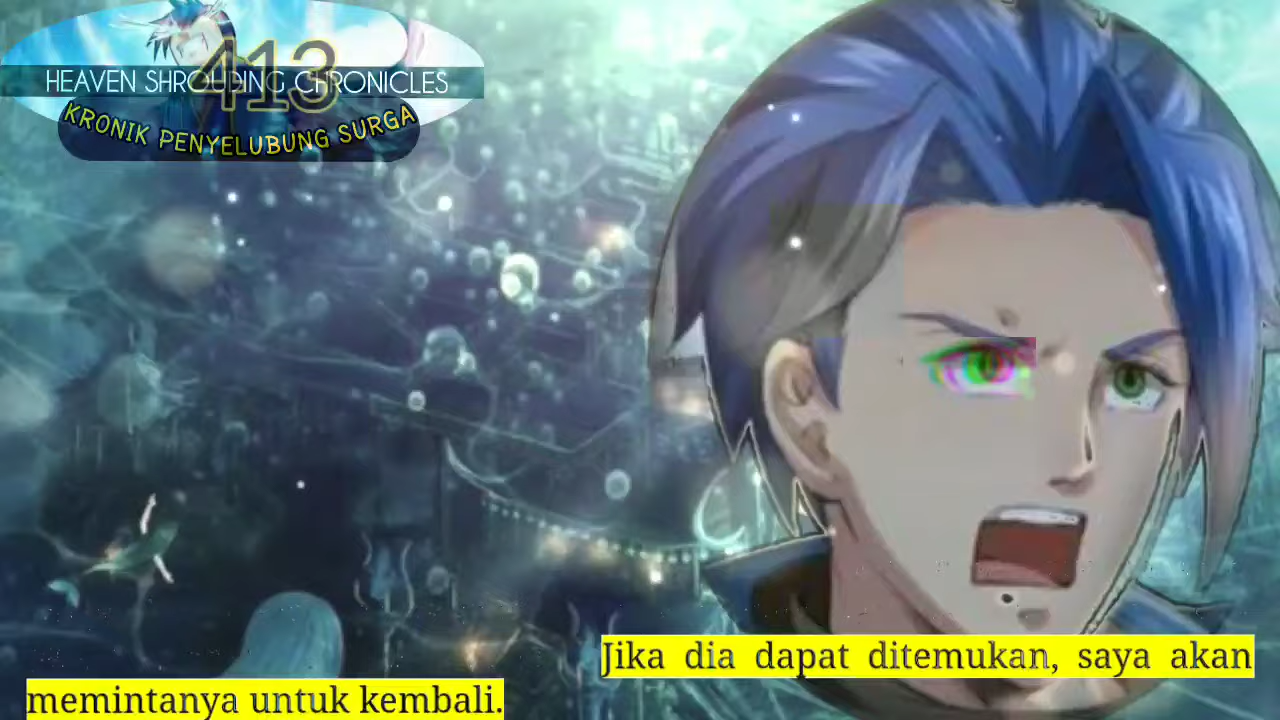 413
HEAVEN SHROUDING CHRONICLES
KRONIK PENYELUBUNG SURGA
Jika dia dapat ditemukan, saya akan
memintanya untuk kembali.